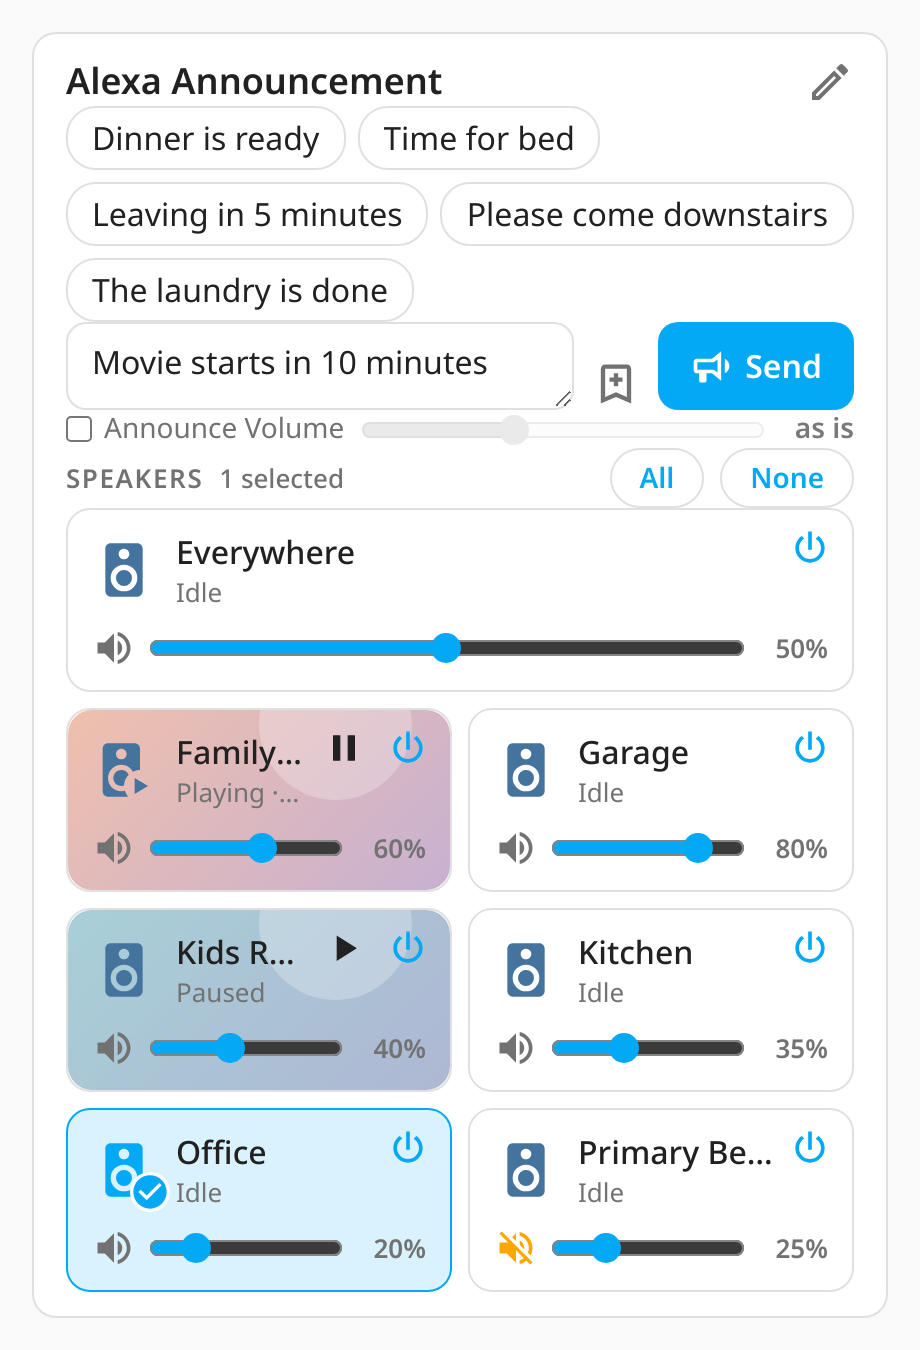 Alexa Announcement
Dinner is ready
Time for bed
Leaving in 5 minutes
Please come downstairs
The laundry is done
Movie starts in 10 minutes
Send
Announce Volume
as is
SPEAKERS 1 selected
All
None
Everywhere
Idle
50%
Family...
Playing ·...
60%
Garage
Idle
80%
Kids R...
Paused
40%
Kitchen
Idle
35%
Office
Idle
20%
Primary Be...
Idle
25%